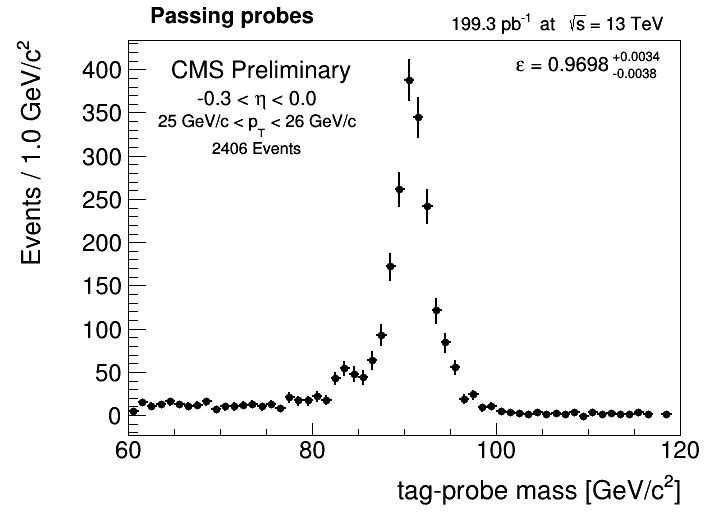 Passing probes
199.3 pb⁻¹ at √s = 13 TeV
CMS Preliminary
-0.3 < η < 0.0
25 GeV/c < p_T < 26 GeV/c
2406 Events
ε = 0.9698 +0.0034 -0.0038
Events / 1.0 GeV/c²
400
350
300
250
200
150
100
50
0
60 80 100 120
tag-probe mass [GeV/c²]